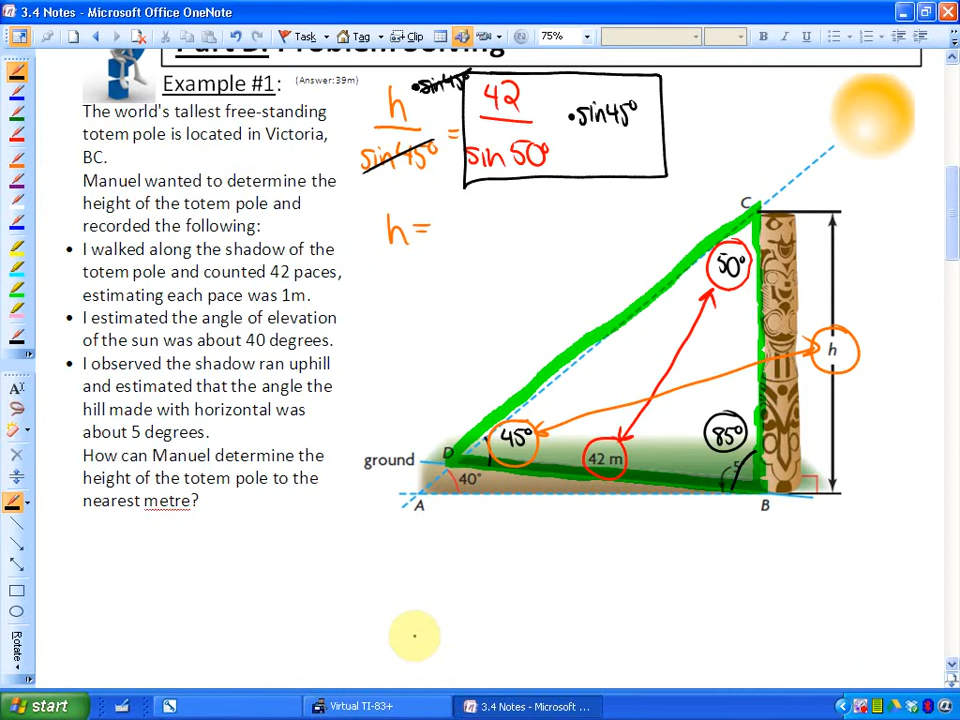 3.4 Notes - Microsoft Office OneNote
Task
Tag
Clip
75%
B I U
Example #1: (Answer:39m)
The world's tallest free-standing
totem pole is located in Victoria,
BC.
Manuel wanted to determine the
height of the totem pole and
recorded the following:
• I walked along the shadow of the
totem pole and counted 42 paces,
estimating each pace was 1m.
• I estimated the angle of elevation
of the sun was about 40 degrees.
• I observed the shadow ran uphill
and estimated that the angle the
hill made with horizontal was
about 5 degrees.
How can Manuel determine the
height of the totem pole to the
nearest metre?
h •sin45°
sin45°
=
42
sin 50°
•sin45°
h=
C
50°
h
45°
85°
D
ground
42 m
5
40°
A
B
Rotate
start
Virtual TI-83+
3.4 Notes - Microsoft ...